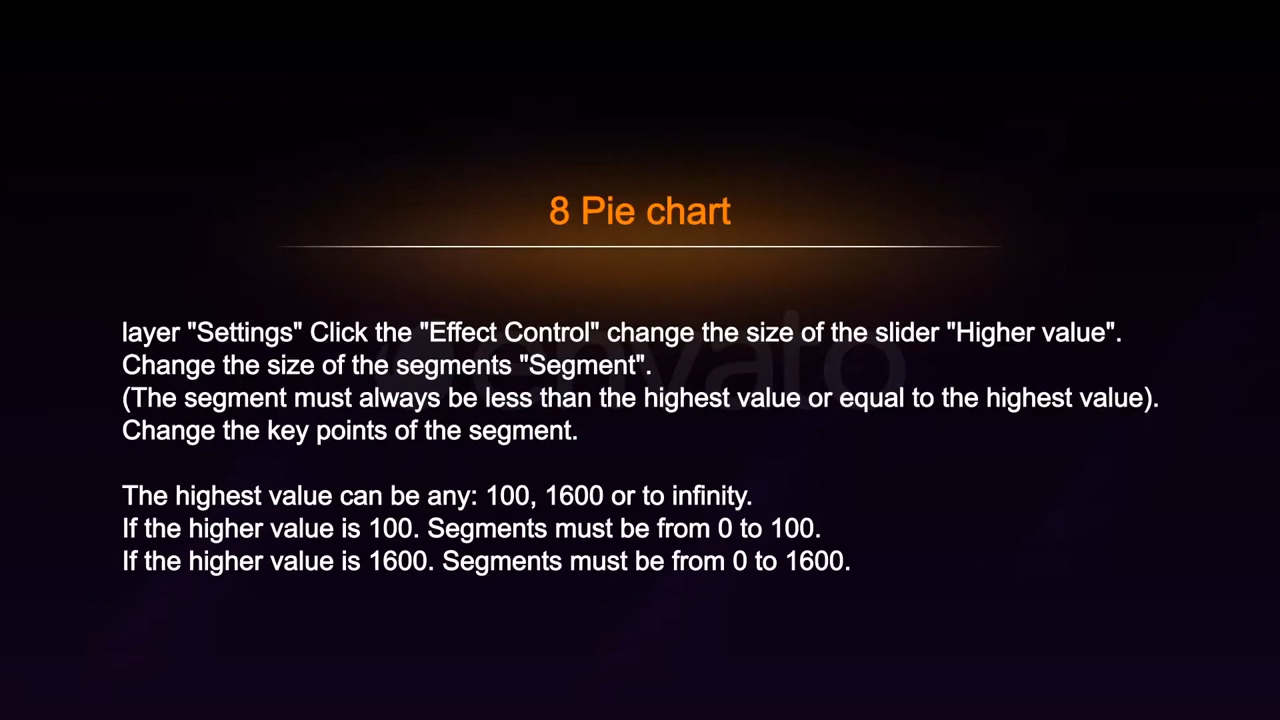 8 Pie chart
layer "Settings" Click the "Effect Control" change the size of the slider "Higher value".
Change the size of the segments "Segment".
(The segment must always be less than the highest value or equal to the highest value).
Change the key points of the segment.
The highest value can be any: 100, 1600 or to infinity.
If the higher value is 100. Segments must be from 0 to 100.
If the higher value is 1600. Segments must be from 0 to 1600.
envato